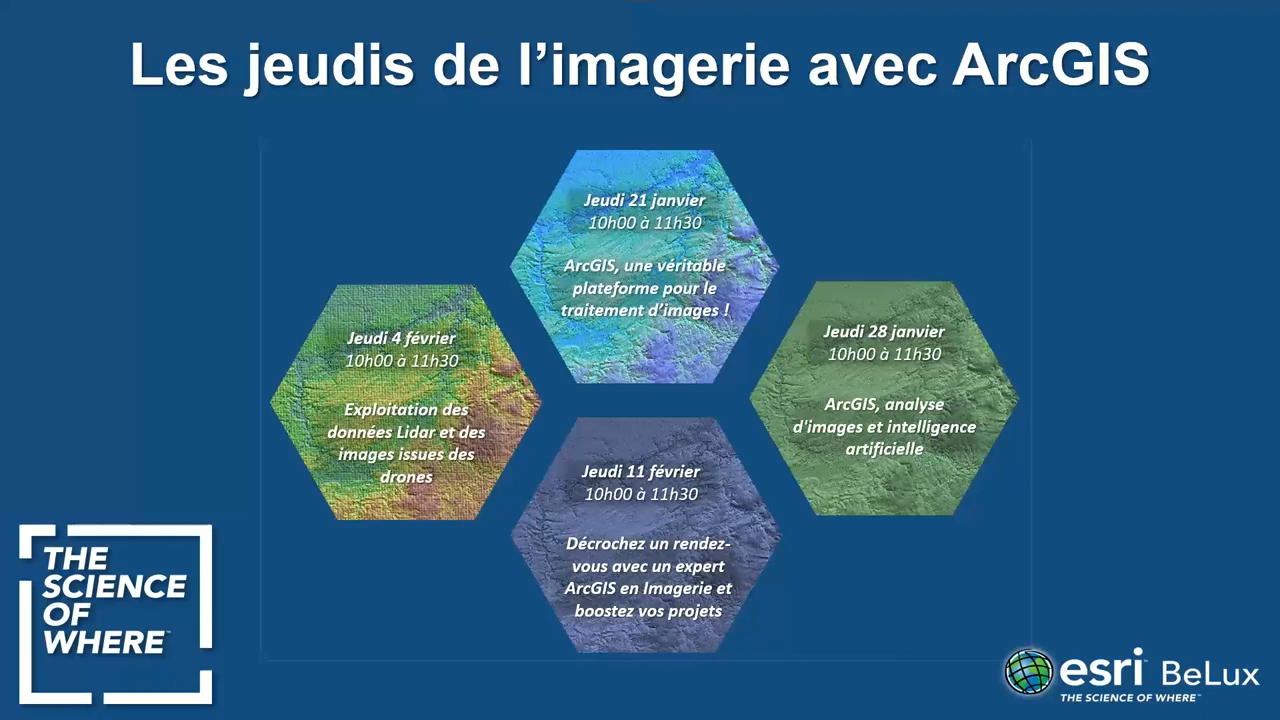 Les jeudis de l’imagerie avec ArcGIS
Jeudi 21 janvier
10h00 à 11h30
ArcGIS, une véritable
plateforme pour le
traitement d’images !
Jeudi 28 janvier
10h00 à 11h30
ArcGIS, analyse
d'images et intelligence
artificielle
Jeudi 4 février
10h00 à 11h30
Exploitation des
données Lidar et des
images issues des
drones
Jeudi 11 février
10h00 à 11h30
Décrochez un rendez-
vous avec un expert
ArcGIS en Imagerie et
boostez vos projets
THE
SCIENCE
OF
WHERE™
esri BeLux
THE SCIENCE OF WHERE™